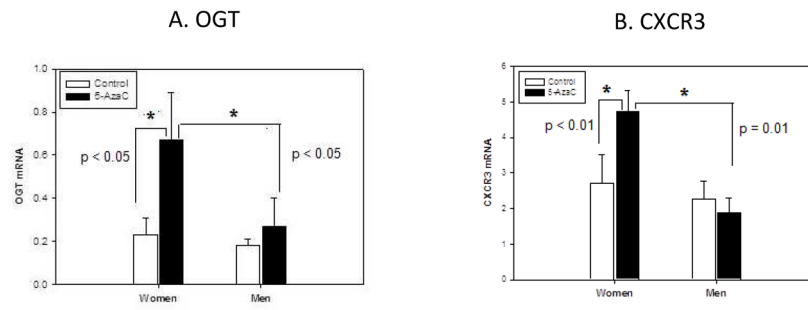 A. OGT
1.0
0.8
0.6
0.4
0.2
0.0
OGT mRNA
Control
5-AzaC
*
*
p < 0.05
p < 0.05
Women
Men
B. CXCR3
6
5
4
3
2
1
0
CXCR3 mRNA
Control
5-AzaC
*
*
p < 0.01
p = 0.01
Women
Men